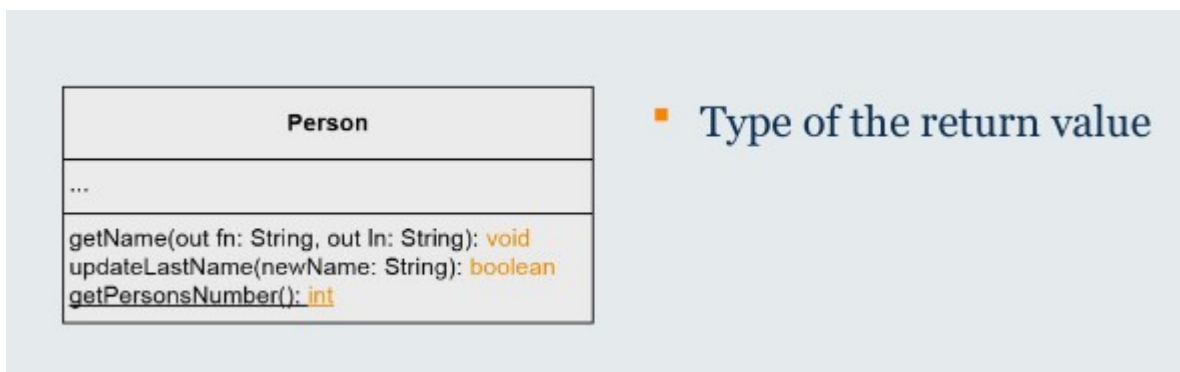 Person
...
getName(out fn: String, out ln: String): void
updateLastName(newName: String): boolean
getPersonsNumber(): int
▪ Type of the return value